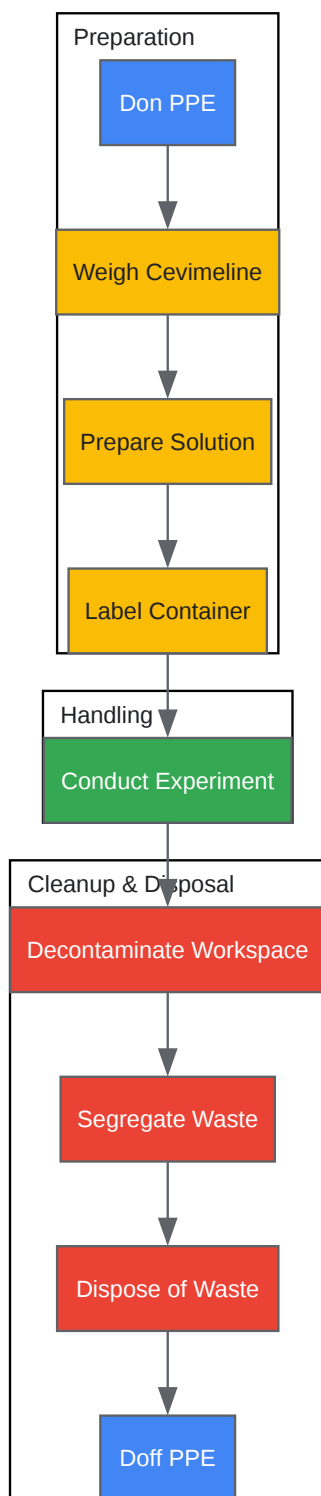 Preparation
Don PPE
Weigh Cevimeline
Prepare Solution
Label Container
Handling
Conduct Experiment
Cleanup & Disposal
Decontaminate Workspace
Segregate Waste
Dispose of Waste
Doff PPE